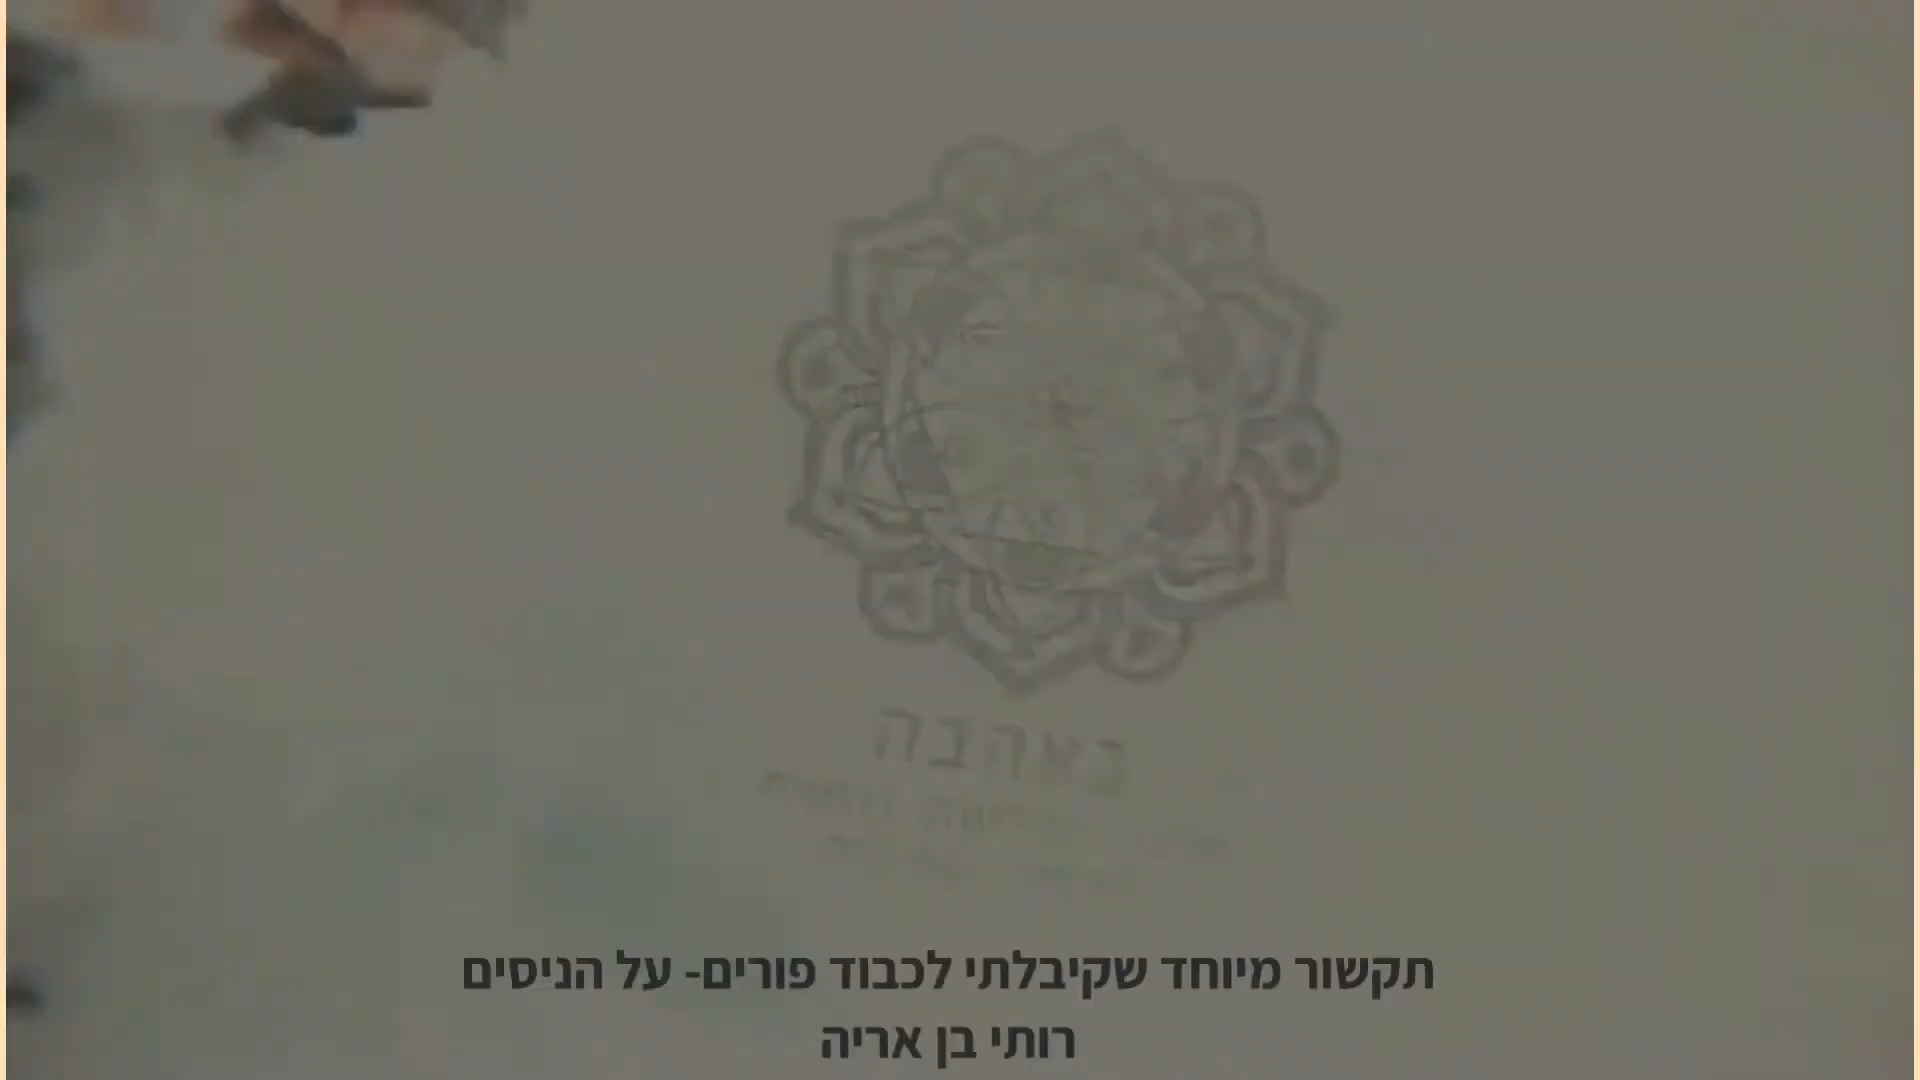 באהבה
תקשור מיוחד שקיבלתי לכבוד פורים- על הניסים
רותי בן אריה